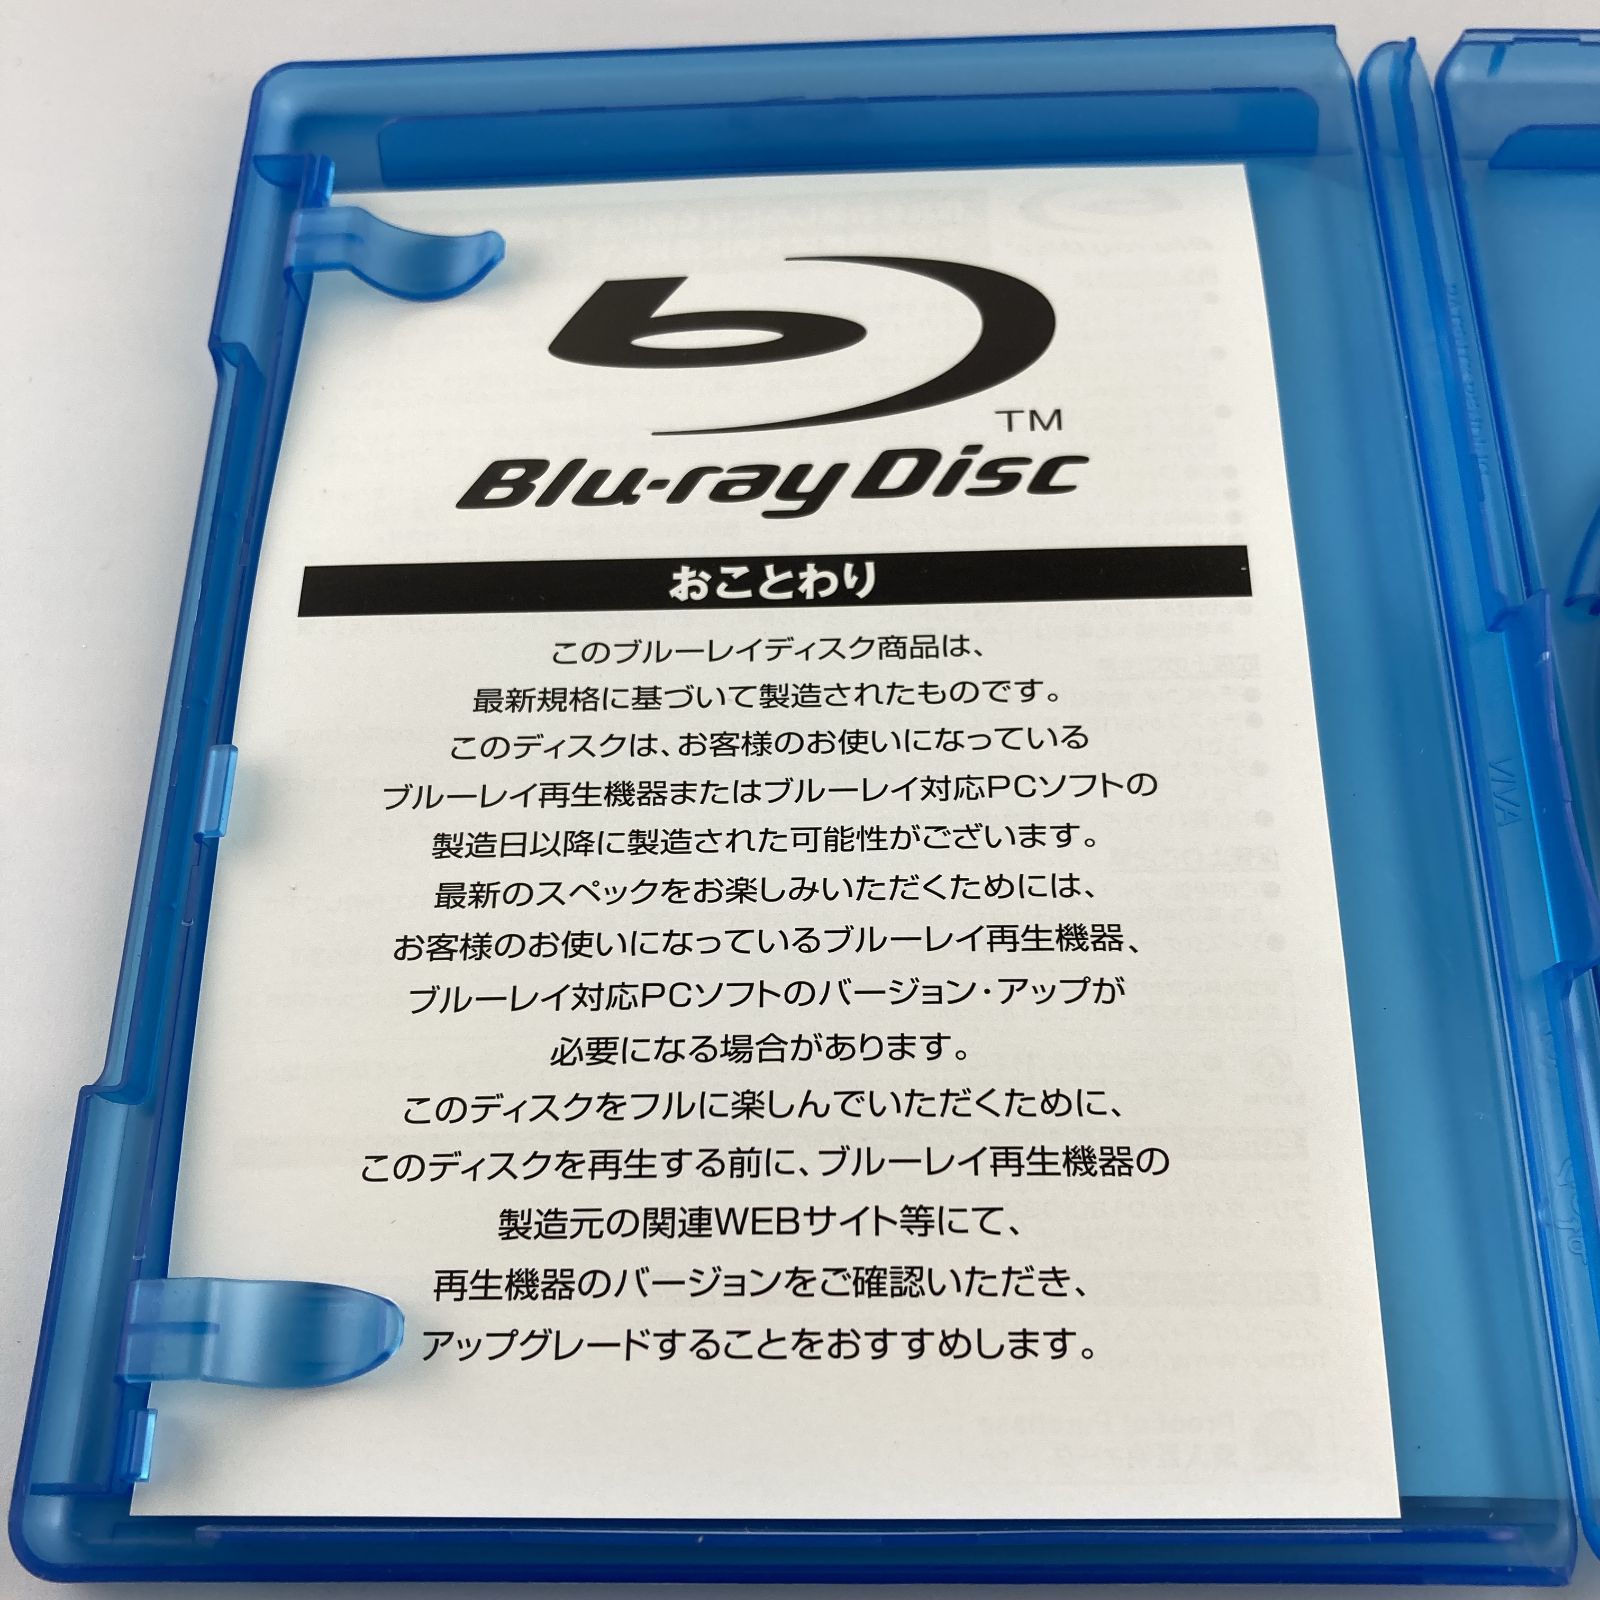 TM
Blu-ray Disc
おことわり
このブルーレイディスク商品は、
最新規格に基づいて製造されたものです。
このディスクは、お客様のお使いになっている
ブルーレイ再生機器またはブルーレイ対応PCソフトの
製造日以降に製造された可能性がございます。
最新のスペックをお楽しみいただくためには、
お客様のお使いになっているブルーレイ再生機器、
ブルーレイ対応PCソフトのバージョン・アップが
必要になる場合があります。
このディスクをフルに楽しんでいただくために、
このディスクを再生する前に、ブルーレイ再生機器の
製造元の関連WEBサイト等にて、
再生機器のバージョンをご確認いただき、
アップグレードすることをおすすめします。
VIVA